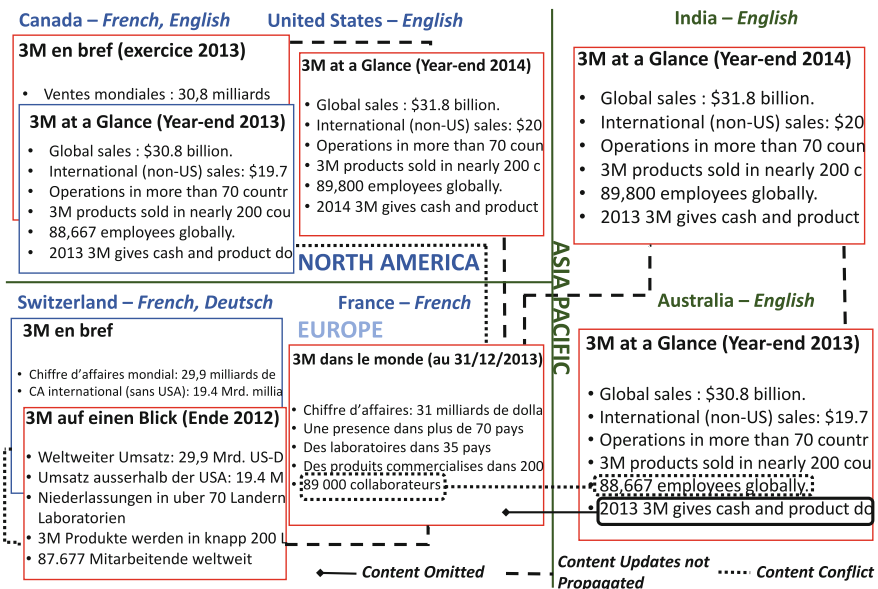 Canada – French, English
3M en bref (exercice 2013)
• Ventes mondiales : 30,8 milliards
3M at a Glance (Year-end 2013)
• Global sales : $30.8 billion.
• International (non-US) sales: $19.7
• Operations in more than 70 countr
• 3M products sold in nearly 200 cou
• 88,667 employees globally.
• 2013 3M gives cash and product do
United States – English
3M at a Glance (Year-end 2014)
• Global sales : $31.8 billion.
• International (non-US) sales: $20
• Operations in more than 70 coun
• 3M products sold in nearly 200 c
• 89,800 employees globally.
• 2014 3M gives cash and product
NORTH AMERICA
India – English
3M at a Glance (Year-end 2014)
• Global sales : $31.8 billion.
• International (non-US) sales: $20
• Operations in more than 70 coun
• 3M products sold in nearly 200 c
• 89,800 employees globally.
• 2013 3M gives cash and product
ASIA PACIFIC
Switzerland – French, Deutsch
3M en bref
• Chiffre d’affaires mondial: 29,9 milliards de
• CA international (sans USA): 19.4 Mrd. millia
3M auf einen Blick (Ende 2012)
• Weltweiter Umsatz: 29,9 Mrd. US-D
• Umsatz ausserhalb der USA: 19.4 M
• Niederlassungen in uber 70 Landern
Laboratorien
• 3M Produkte werden in knapp 200 L
• 87.677 Mitarbeitende weltweit
France – French
EUROPE
3M dans le monde (au 31/12/2013)
• Chiffre d’affaires: 31 milliards de dolla
• Une presence dans plus de 70 pays
• Des laboratoires dans 35 pays
• Des produits commercialises dans 200
• 89 000 collaborateurs
Australia – English
3M at a Glance (Year-end 2013)
• Global sales : $30.8 billion.
• International (non-US) sales: $19.7
• Operations in more than 70 countr
• 3M products sold in nearly 200 cou
• 88,667 employees globally.
• 2013 3M gives cash and product do
Content Omitted
Content Updates not
Propagated
Content Conflict